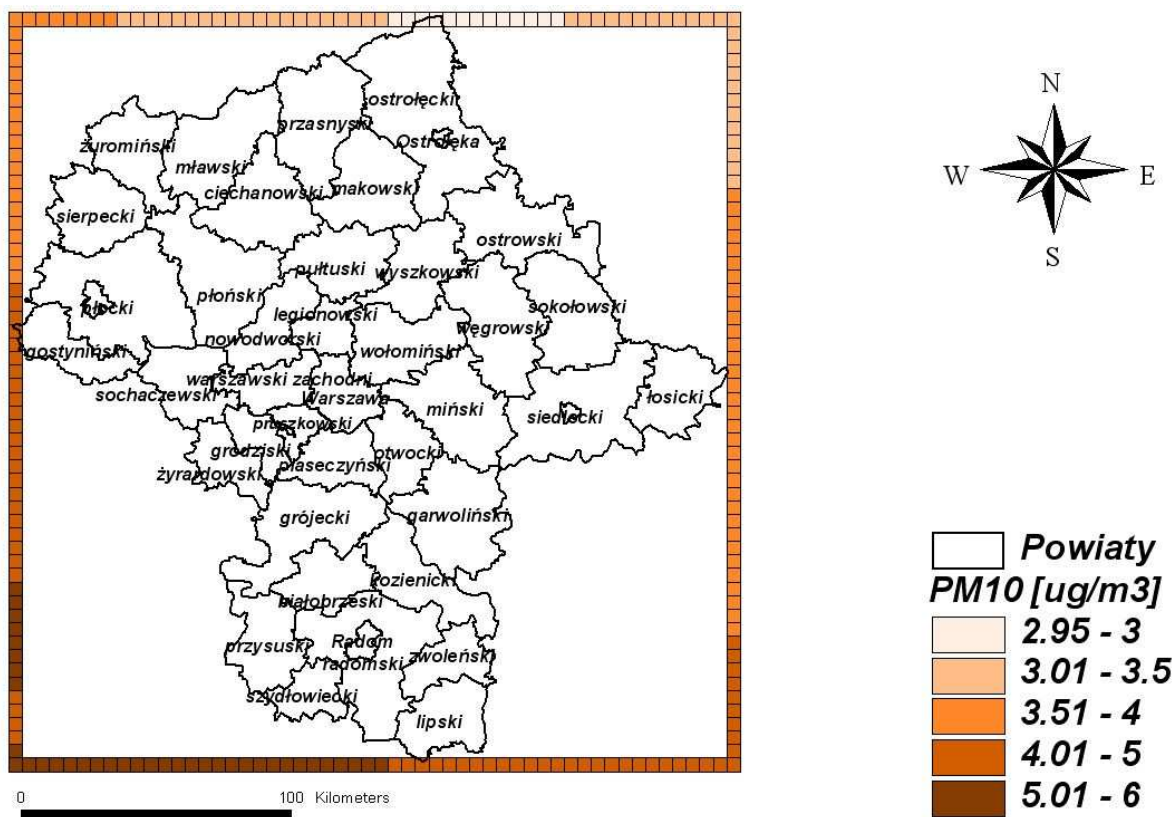 N
W E
S
ostrołęcki
przasnyski
Ostrołęka
żuromiński
mławski
ciechanowski makowski
sierpecki
ostrowski
pułtuski wyszkowski
płoński
sokołowski
płocki
legionowski
węgrowski
nowodworski
gostyniński
wołomiński
warszawski zachodni
sochaczewski
Warszawa
łosicki
miński
siedlecki
pruszkowski
grodziski
otwocki
piaseczyński
żyrardowski
grójecki
garwoliński
kozienicki
białobrzeski
przysuski
Radom
zwoleński
radomski
szydłowiecki
lipski
Powiaty
PM10 [ug/m3]
2.95 - 3
3.01 - 3.5
3.51 - 4
4.01 - 5
5.01 - 6
0 100 Kilometers